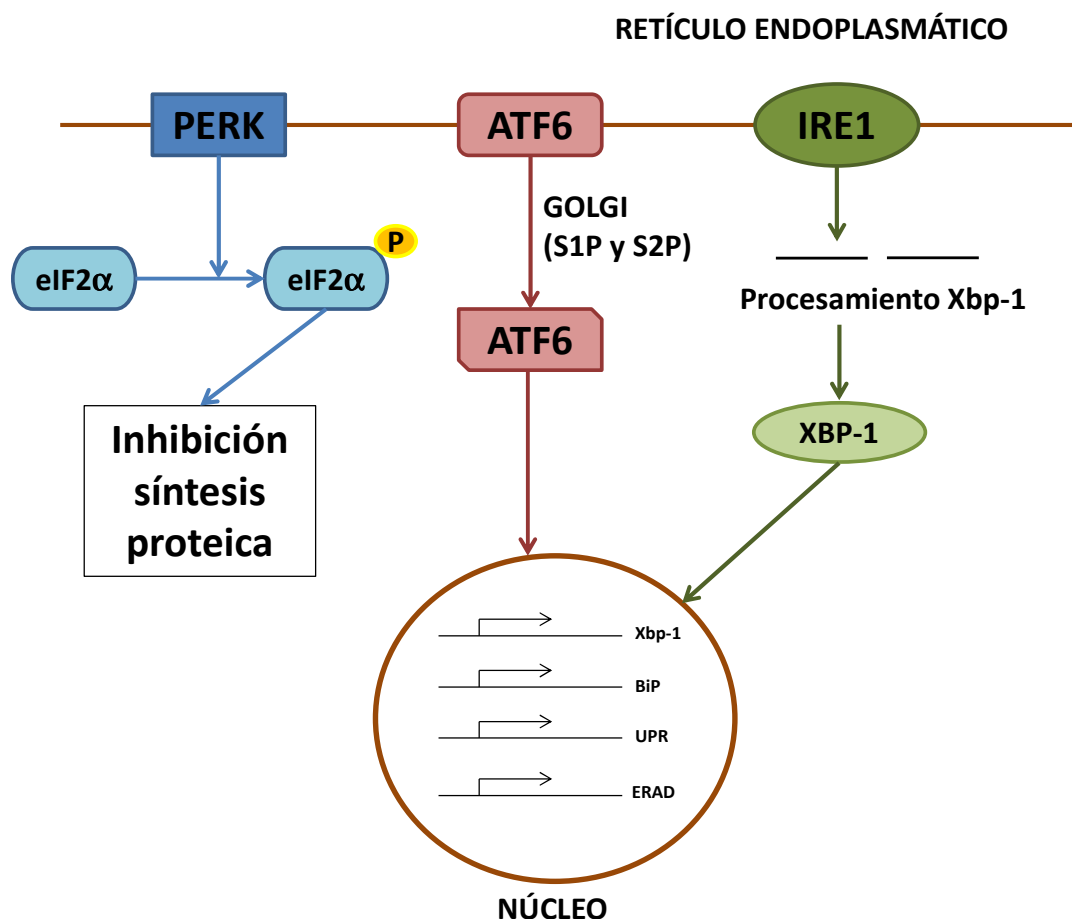 RETÍCULO ENDOPLASMÁTICO
PERK
ATF6
IRE1
GOLGI
(S1P y S2P)
P
eIF2α
eIF2α
Procesamiento Xbp-1
ATF6
XBP-1
Inhibición
síntesis
proteica
Xbp-1
BiP
UPR
ERAD
NÚCLEO